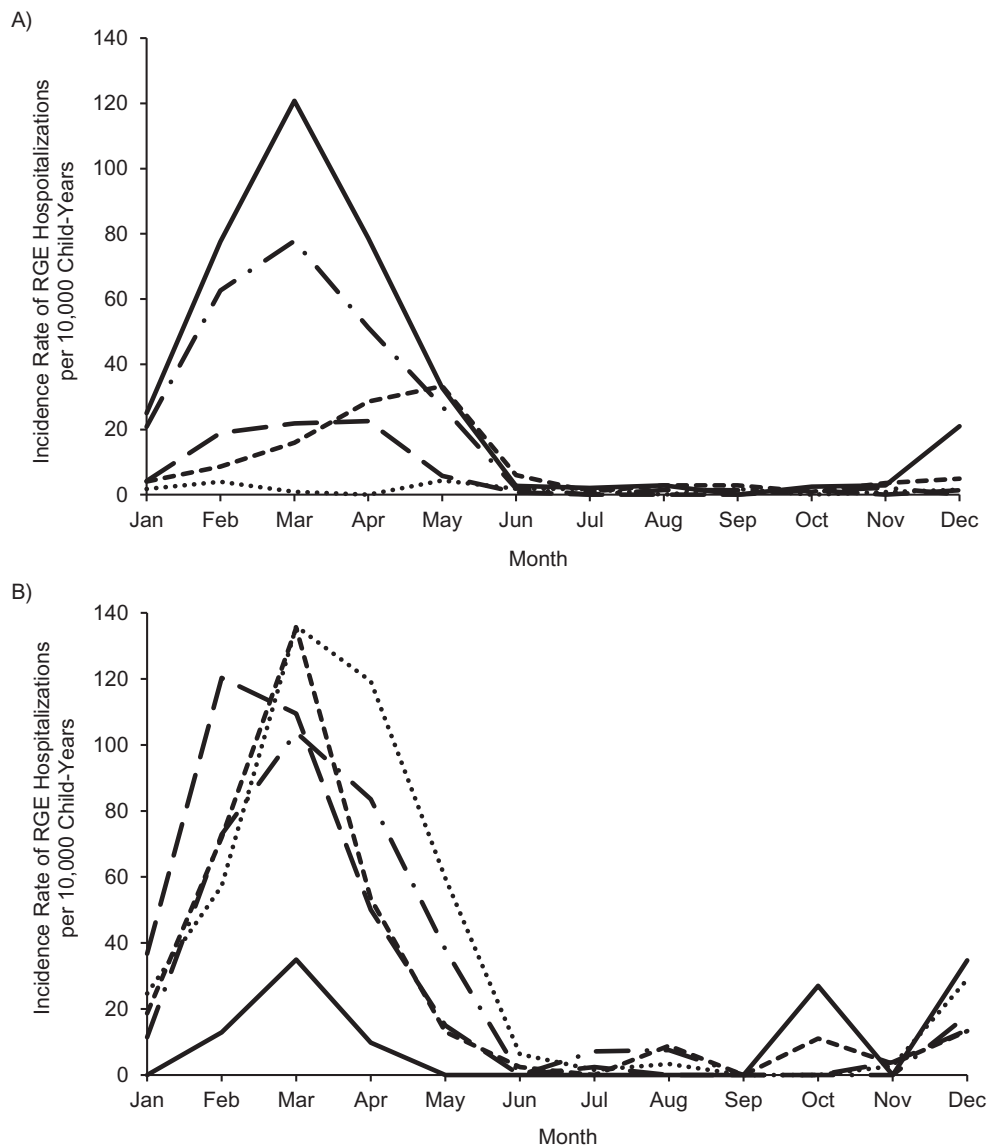 A)
140
120
100
80
60
40
20
0
Incidence Rate of RGE Hospoitalizations
per 10,000 Child-Years
Jan Feb Mar Apr May Jun Jul Aug Sep Oct Nov Dec
Month
B)
140
120
100
80
60
40
20
0
Incidence Rate of RGE Hospitalizations
per 10,000 Child-Years
Jan Feb Mar Apr May Jun Jul Aug Sep Oct Nov Dec
Month